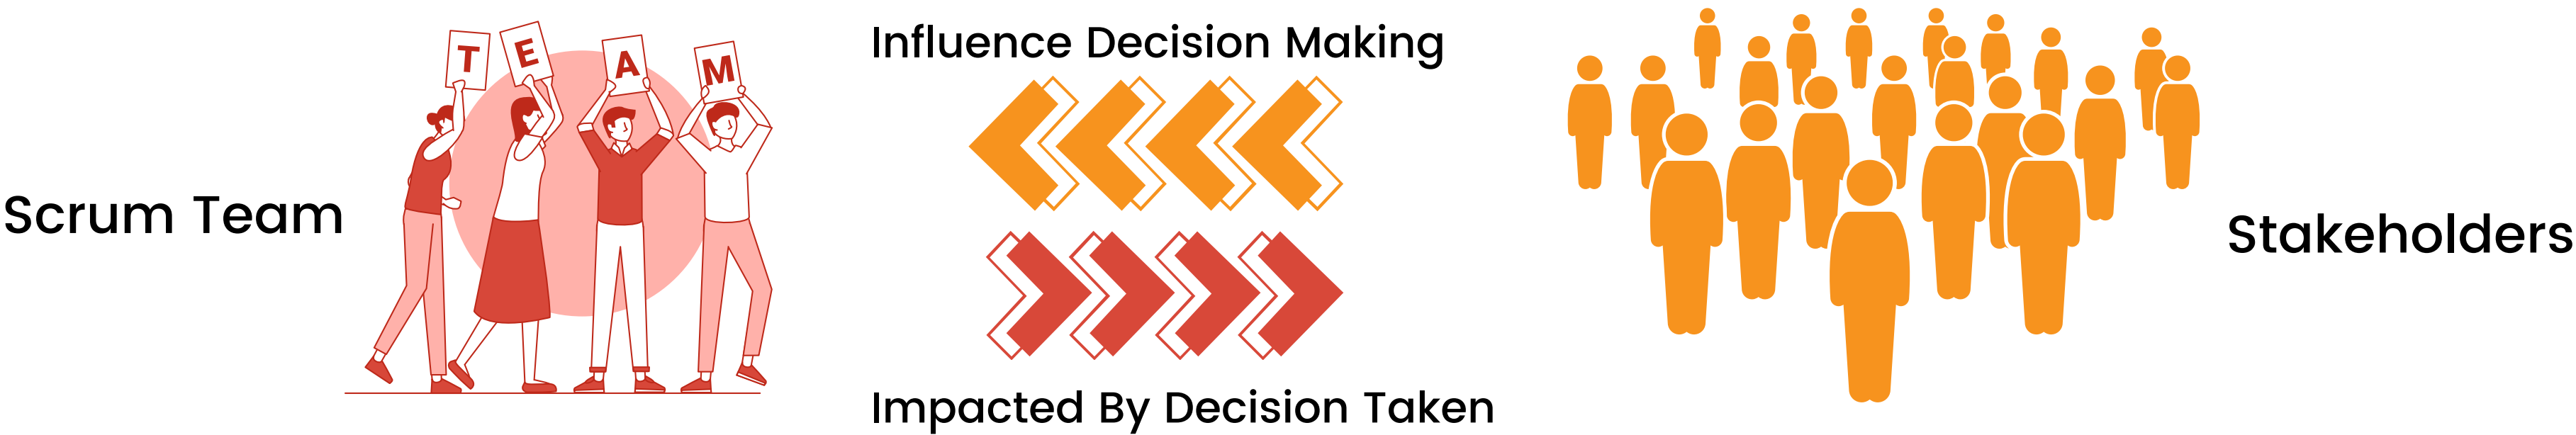 Scrum Team
T E A M
Influence Decision Making
Impacted By Decision Taken
Stakeholders